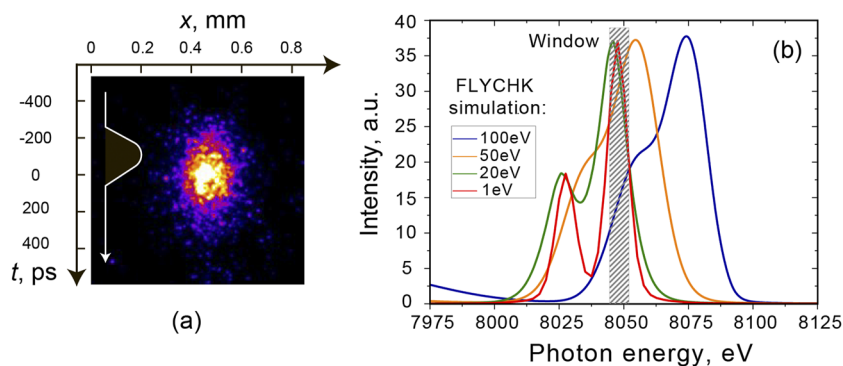 x, mm
0 0.2 0.4 0.6 0.8
-400
-200
0
200
400
t, ps
(a)
Intensity, a.u.
40
35
30
25
20
15
10
5
0
Window
(b)
FLYCHK
simulation:
100eV
50eV
20eV
1eV
7975 8000 8025 8050 8075 8100 8125
Photon energy, eV